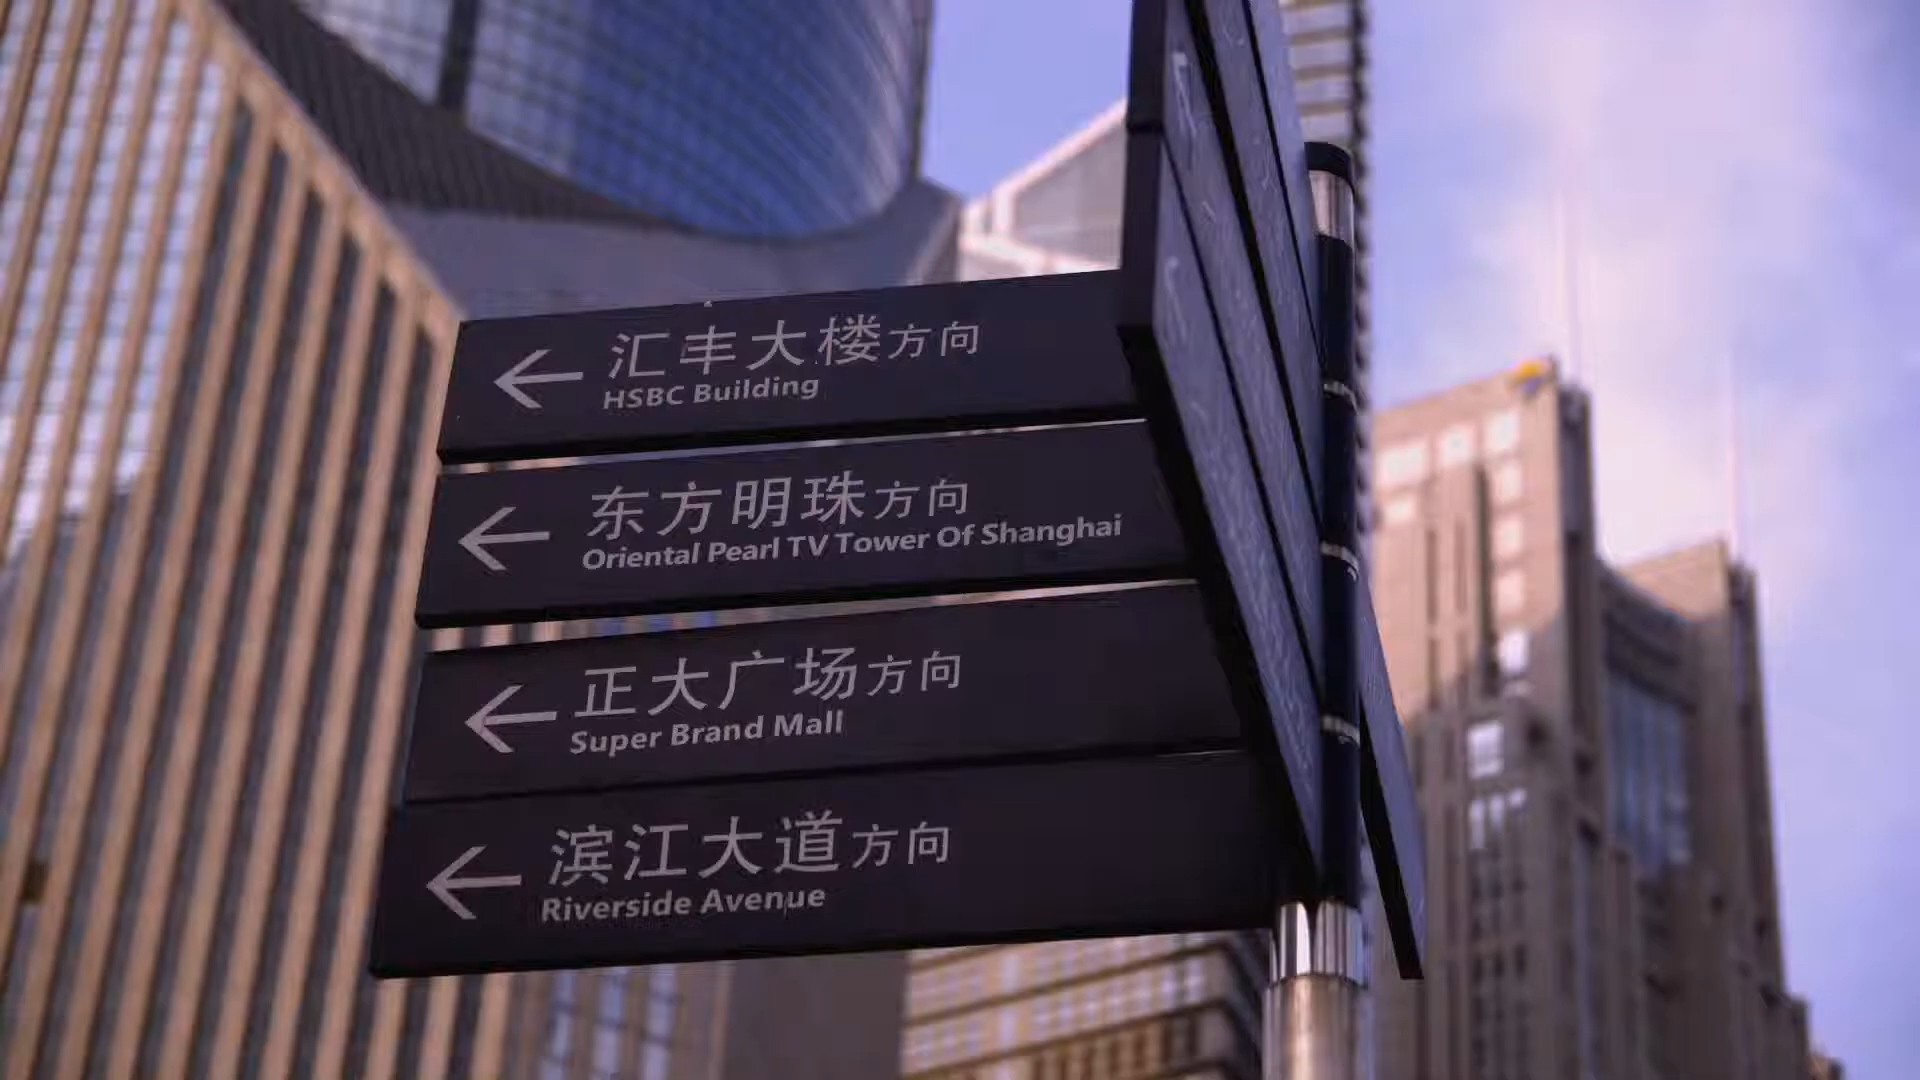 汇丰大楼方向
HSBC Building
东方明珠方向
Oriental Pearl TV Tower Of Shanghai
正大广场方向
Super Brand Mall
滨江大道方向
Riverside Avenue